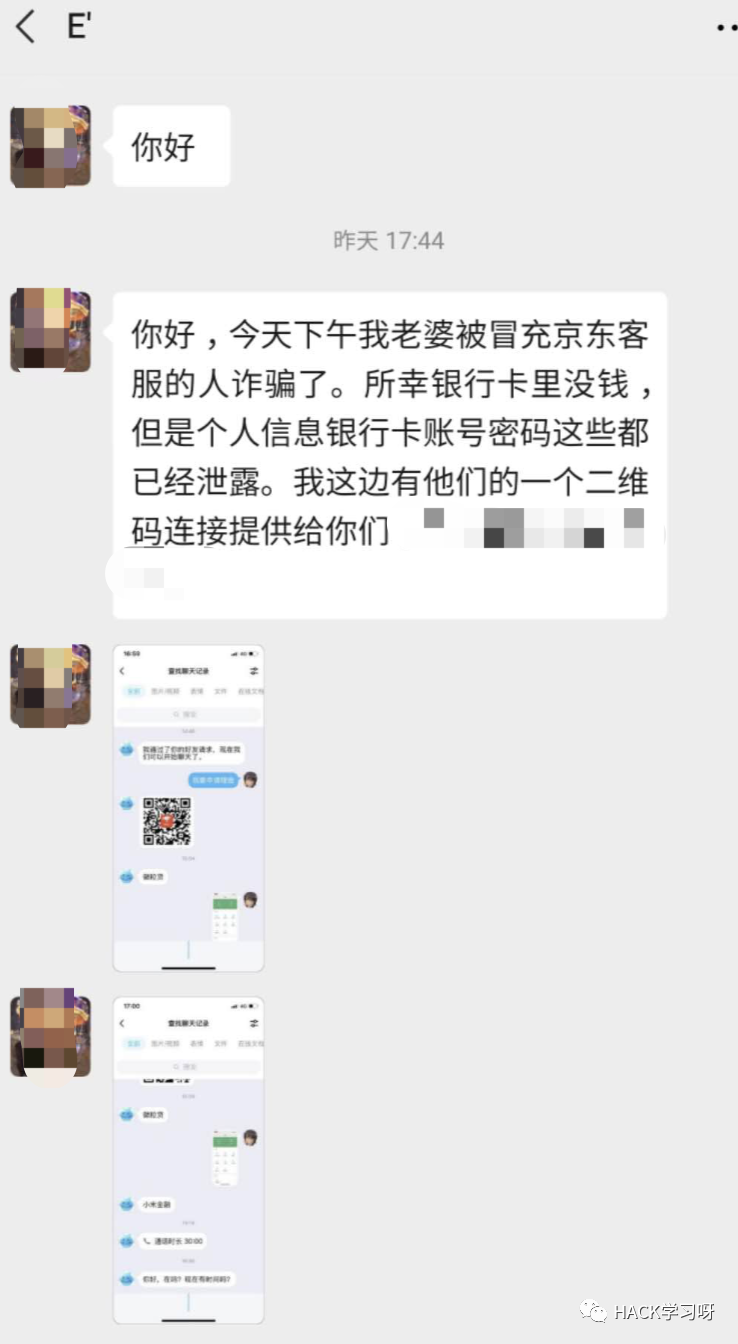 E'
你好
昨天 17:44
你好，今天下午我老婆被冒充京东客
服的人诈骗了。所幸银行卡里没钱，
但是个人信息银行卡账号密码这些都
已经泄露。我这边有他们的一个二维
码连接提供给你们
16:59
查找聊天记录
全部 图片/视频 表情 文件 在线文档
搜索
我通过了你的好友请求，现在我
们可以开始聊天了。
微粒贷
17:00
查找聊天记录
全部 图片/视频 表情 文件 在线文档
搜索
微粒贷
小米金融
通话时长 30:00
你好，在吗？现在有时间吗？
HACK学习呀